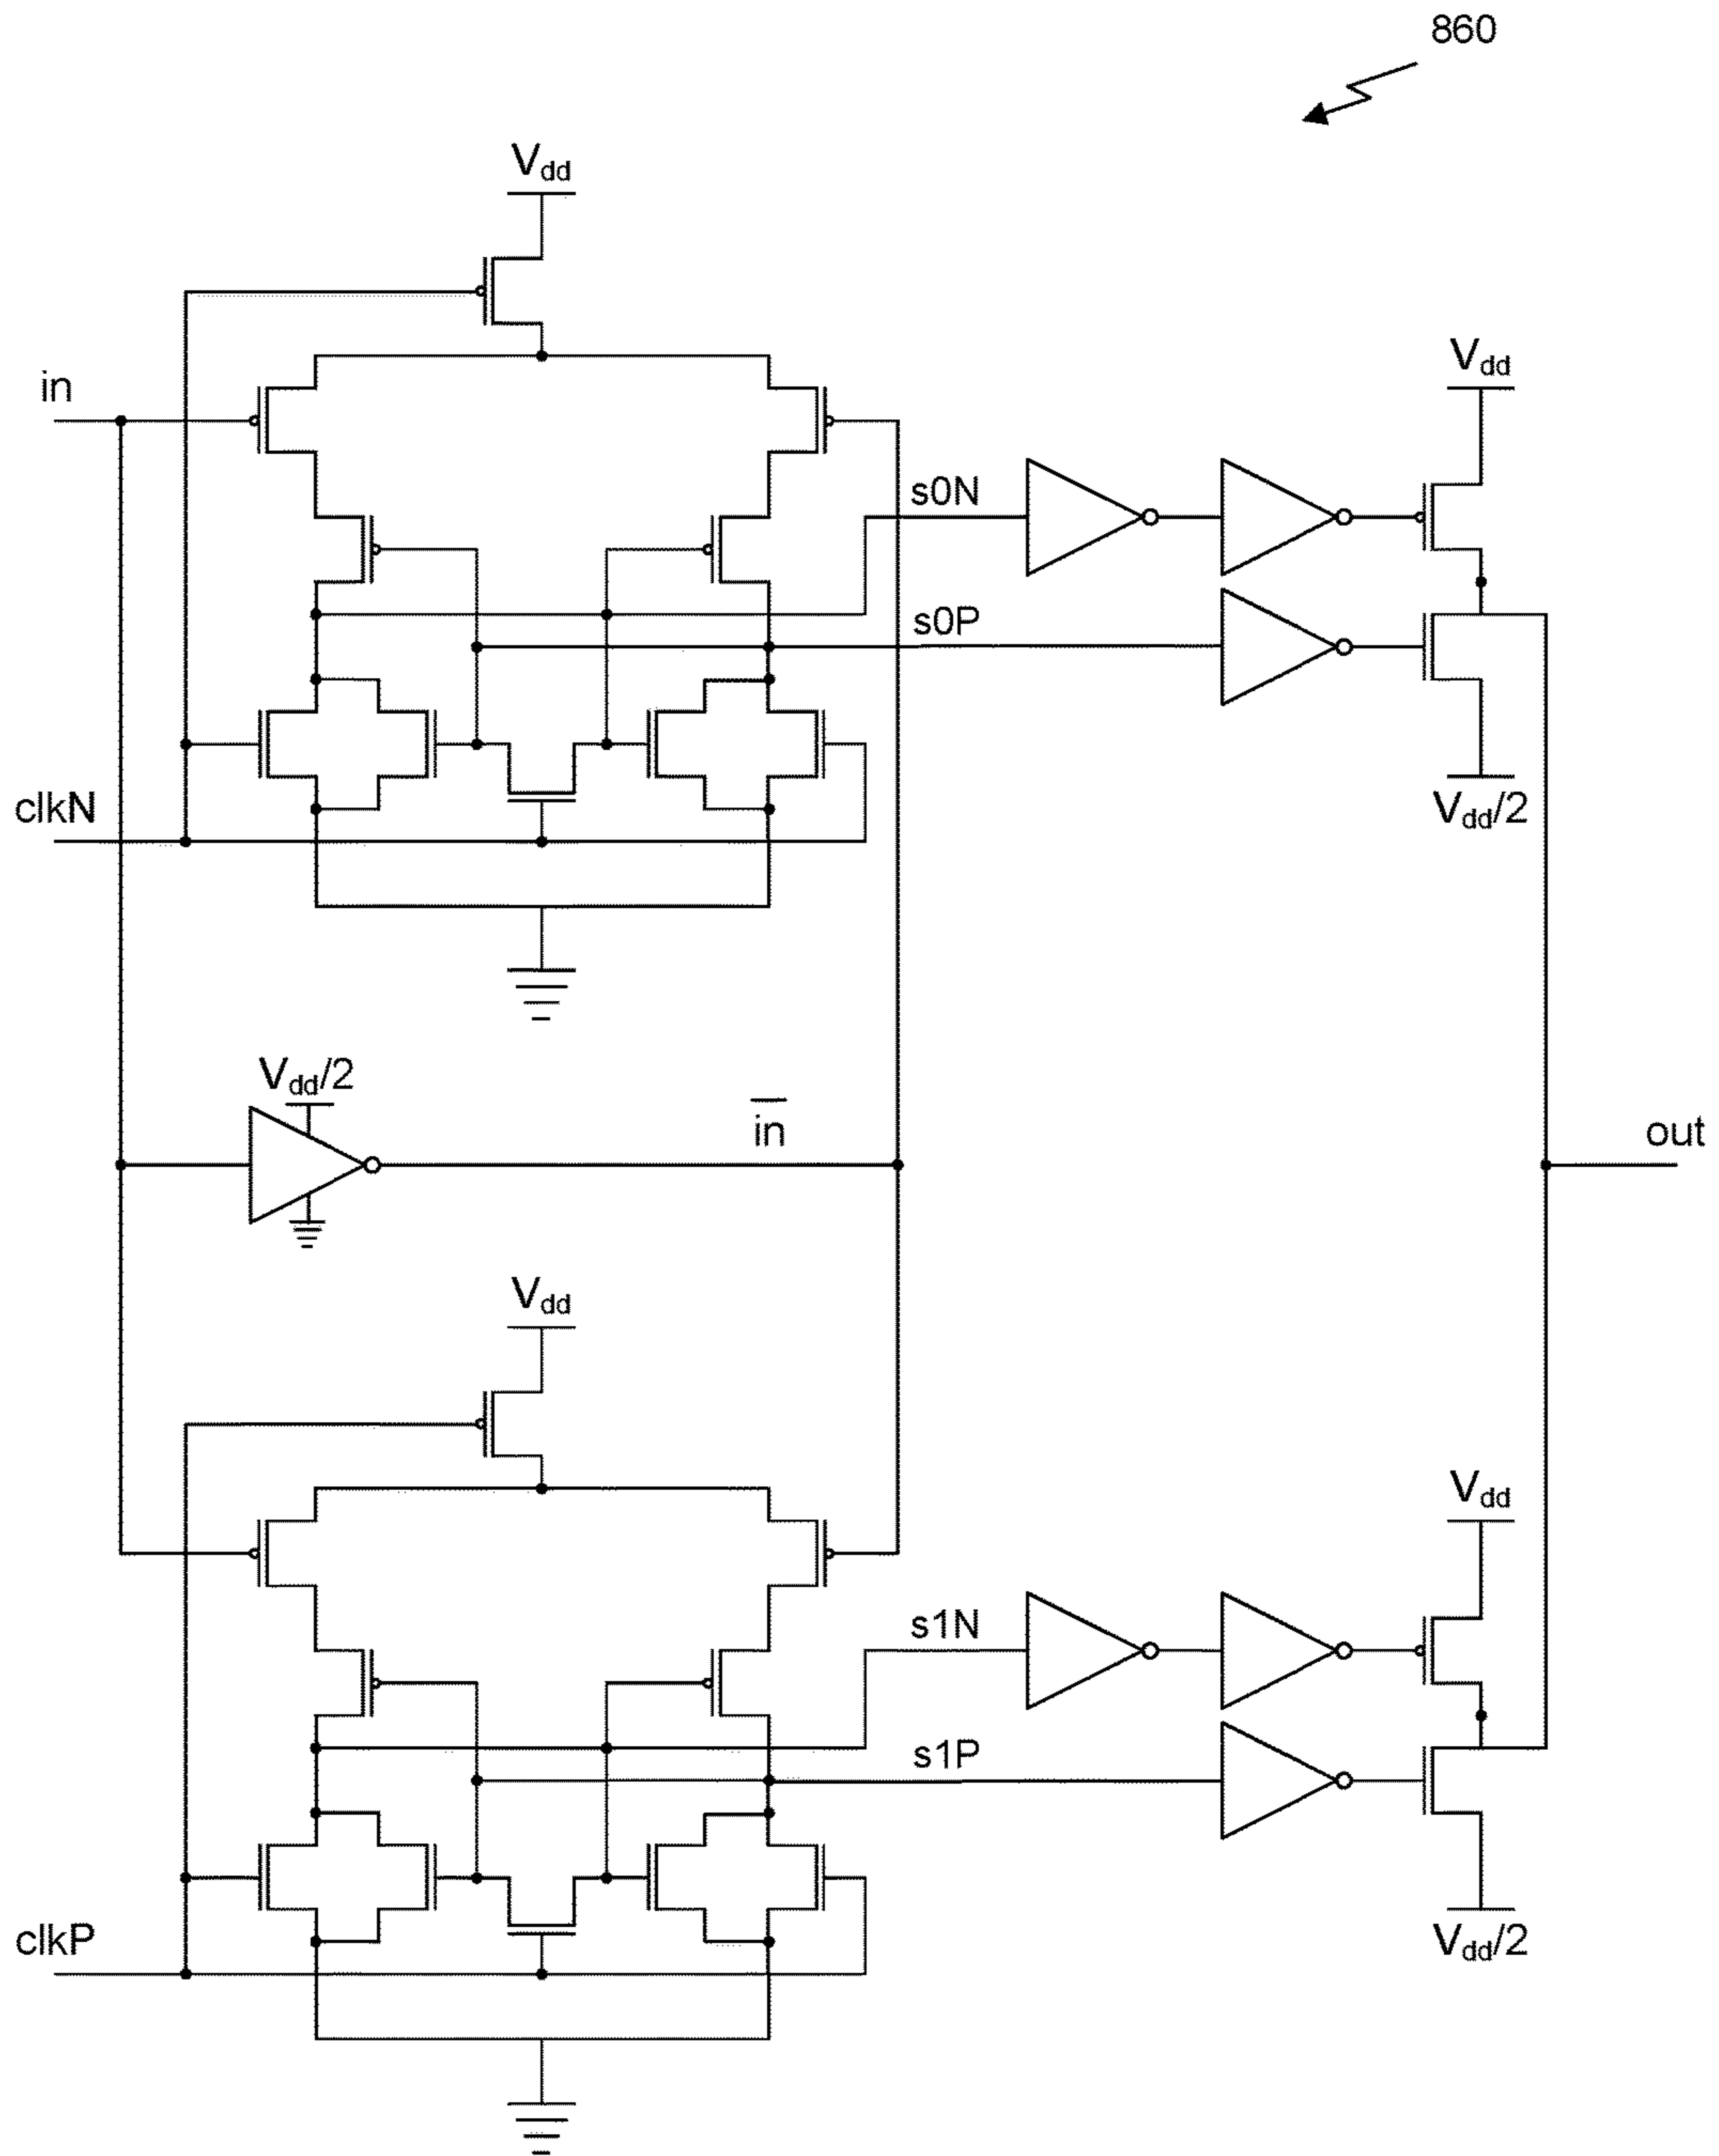 860
Vdd
Vdd
in
s0N
s0P
clkN
Vdd/2
Vdd/2
in
out
Vdd
Vdd
s1N
s1P
clkP
Vdd/2